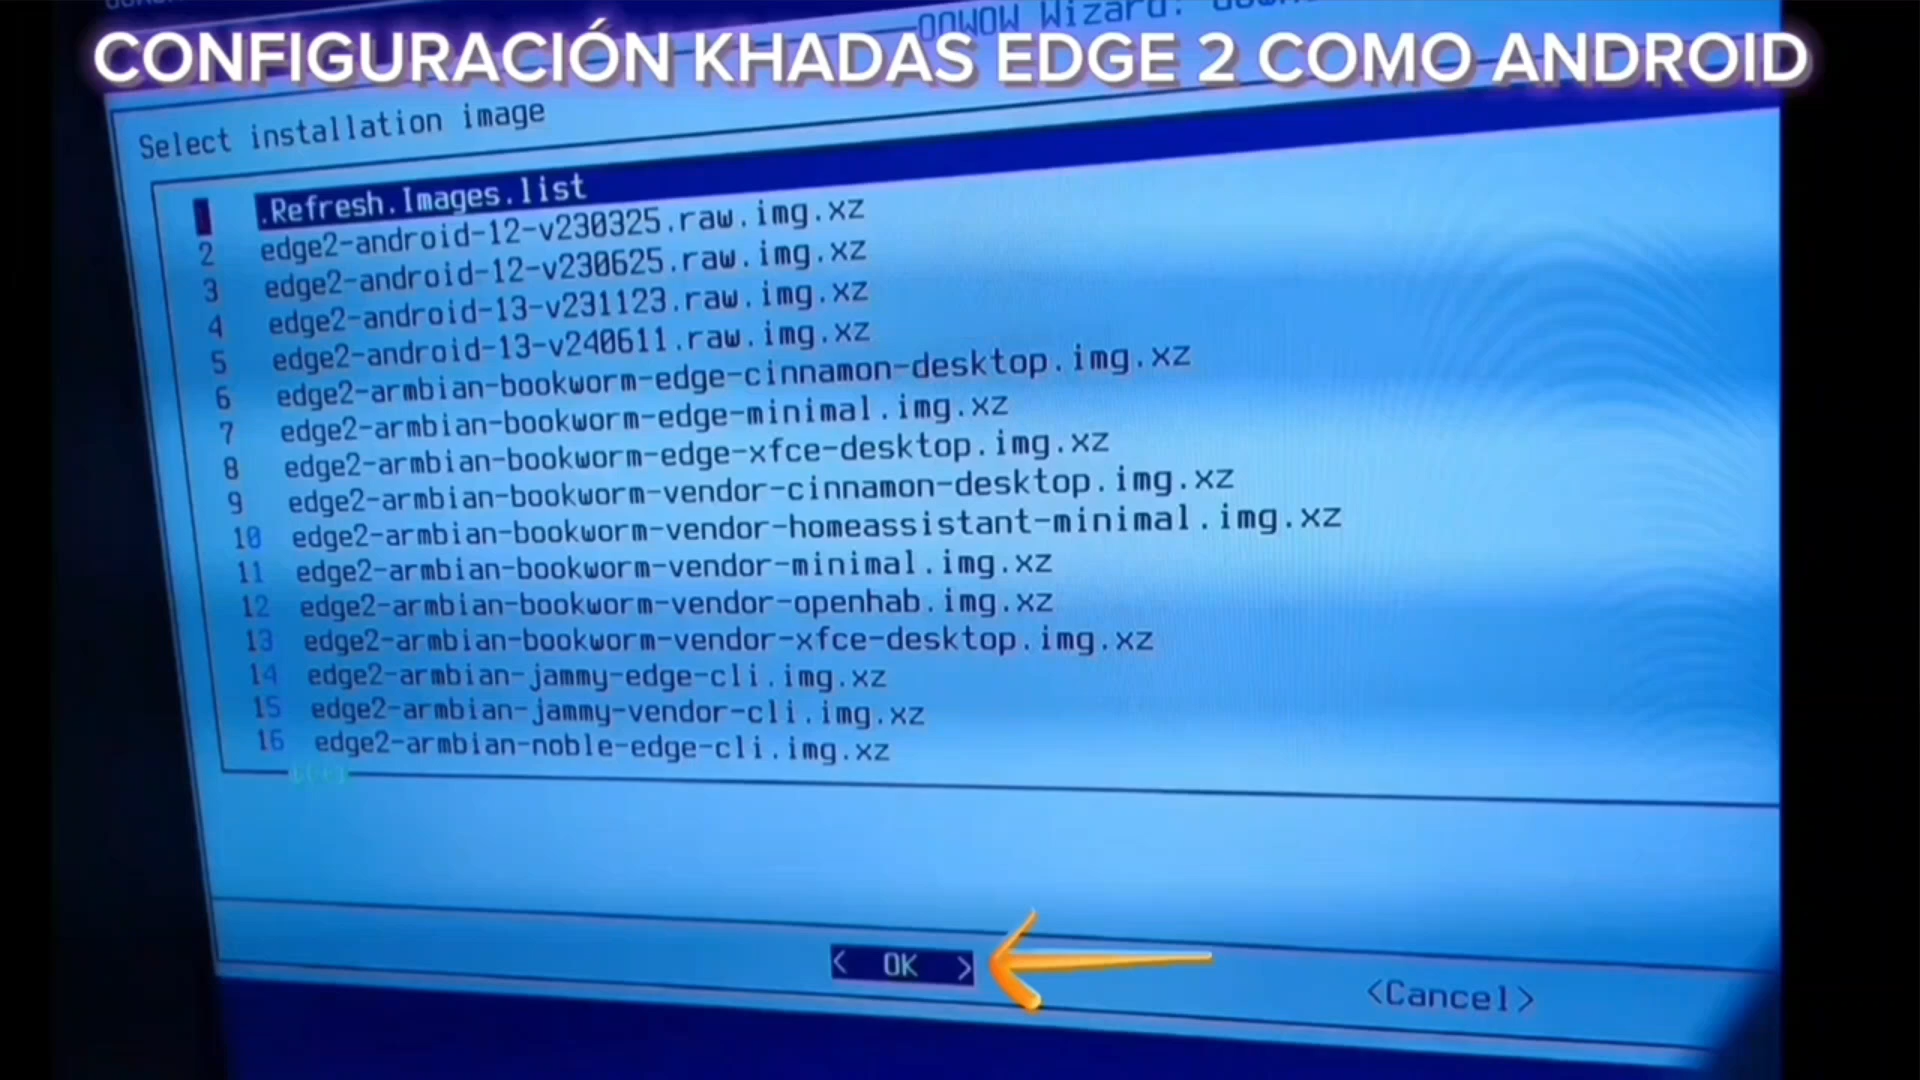 OOWOW Wizard:
CONFIGURACIÓN KHADAS EDGE 2 COMO ANDROID
Select installation image
1 .Refresh.Images.list
2 edge2-android-12-v230325.raw.img.xz
3 edge2-android-12-v230625.raw.img.xz
4 edge2-android-13-v231123.raw.img.xz
5 edge2-android-13-v240611.raw.img.xz
6 edge2-armbian-bookworm-edge-cinnamon-desktop.img.xz
7 edge2-armbian-bookworm-edge-minimal.img.xz
8 edge2-armbian-bookworm-edge-xfce-desktop.img.xz
9 edge2-armbian-bookworm-vendor-cinnamon-desktop.img.xz
10 edge2-armbian-bookworm-vendor-homeassistant-minimal.img.xz
11 edge2-armbian-bookworm-vendor-minimal.img.xz
12 edge2-armbian-bookworm-vendor-openhab.img.xz
13 edge2-armbian-bookworm-vendor-xfce-desktop.img.xz
14 edge2-armbian-jammy-edge-cli.img.xz
15 edge2-armbian-jammy-vendor-cli.img.xz
16 edge2-armbian-noble-edge-cli.img.xz
< OK > <Cancel>